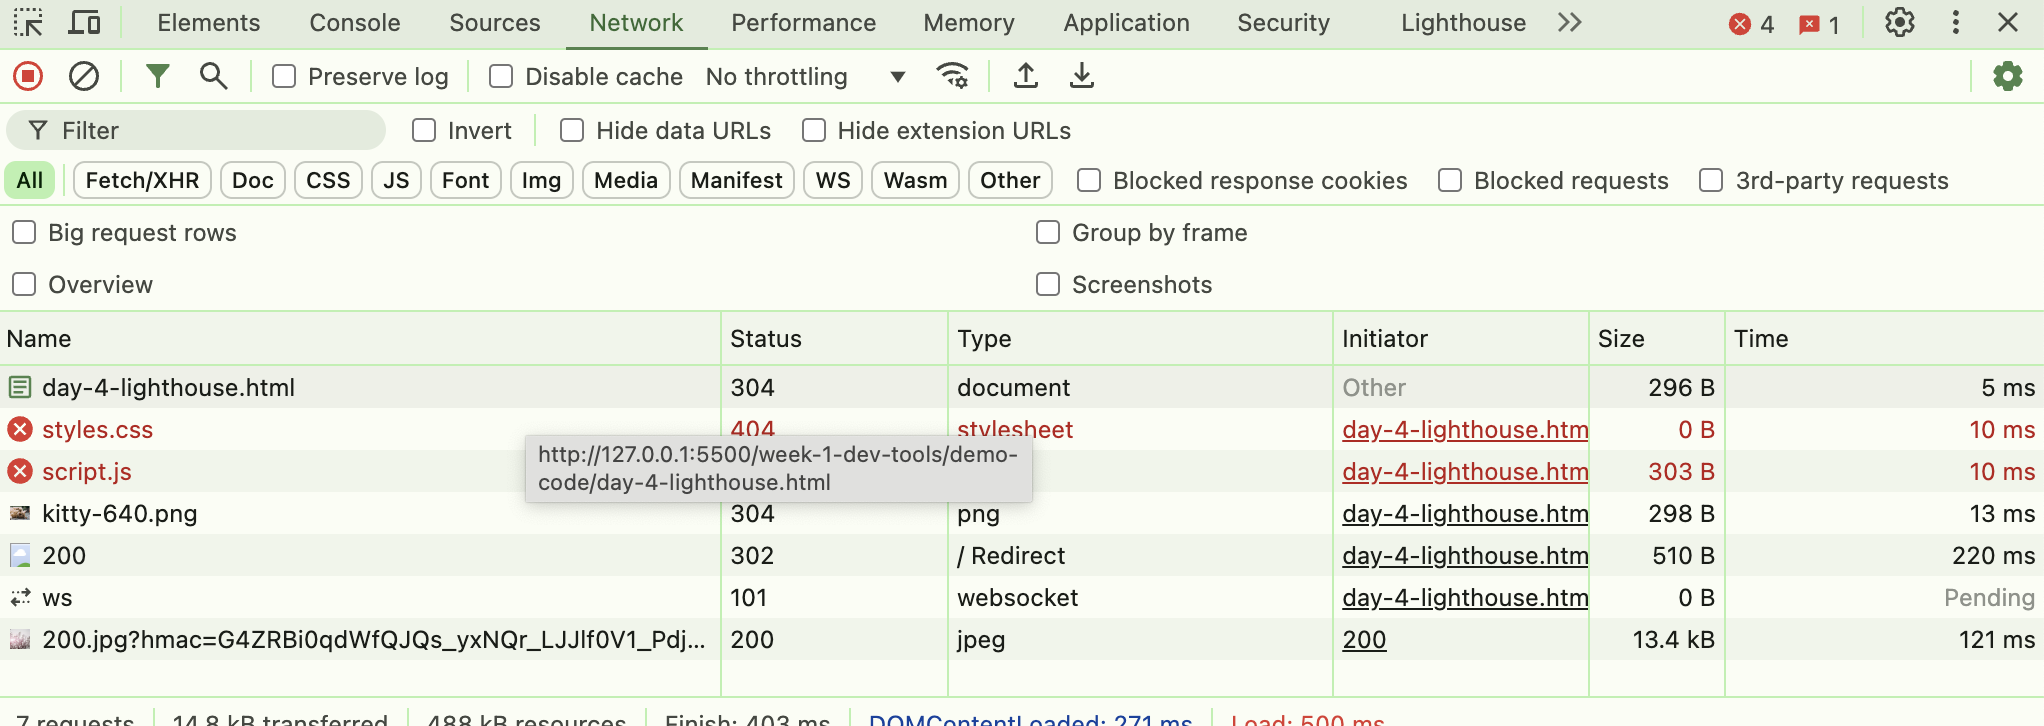 Elements Console Sources Network Performance Memory Application Security Lighthouse 4 1
Preserve log Disable cache No throttling
Filter Invert Hide data URLs Hide extension URLs
All Fetch/XHR Doc CSS JS Font Img Media Manifest WS Wasm Other Blocked response cookies Blocked requests 3rd-party requests
Big request rows Group by frame
Overview Screenshots
Name Status Type Initiator Size Time
day-4-lighthouse.html 304 document Other 296 B 5 ms
styles.css 404 stylesheet day-4-lighthouse.htm 0 B 10 ms
http://127.0.0.1:5500/week-1-dev-tools/demo-
code/day-4-lighthouse.html
script.js day-4-lighthouse.htm 303 B 10 ms
kitty-640.png 304 png day-4-lighthouse.htm 298 B 13 ms
200 302 / Redirect day-4-lighthouse.htm 510 B 220 ms
ws 101 websocket day-4-lighthouse.htm 0 B Pending
200.jpg?hmac=G4ZRBi0qdWfQJQs_yxNQr_LJJlf0V1_Pdj... 200 jpeg 200 13.4 kB 121 ms
7 requests 14.8 kB transferred 488 kB resources Finish: 403 ms DOMContentLoaded: 271 ms Load: 500 ms